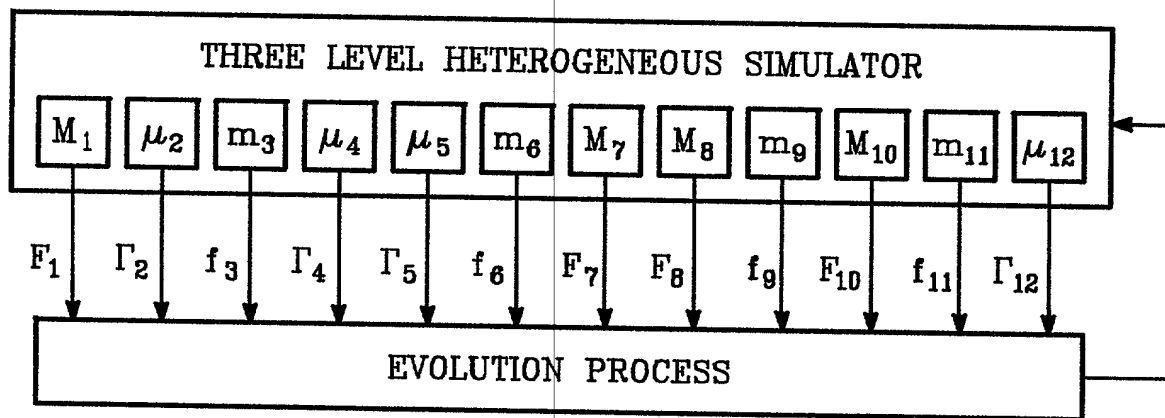 THREE LEVEL HETEROGENEOUS SIMULATOR
M₁ μ₂ m₃ μ₄ μ₅ m₆ M₇ M₈ m₉ M₁₀ m₁₁ μ₁₂
F₁ Γ₂ f₃ Γ₄ Γ₅ f₆ F₇ F₈ f₉ F₁₀ f₁₁ Γ₁₂
EVOLUTION PROCESS